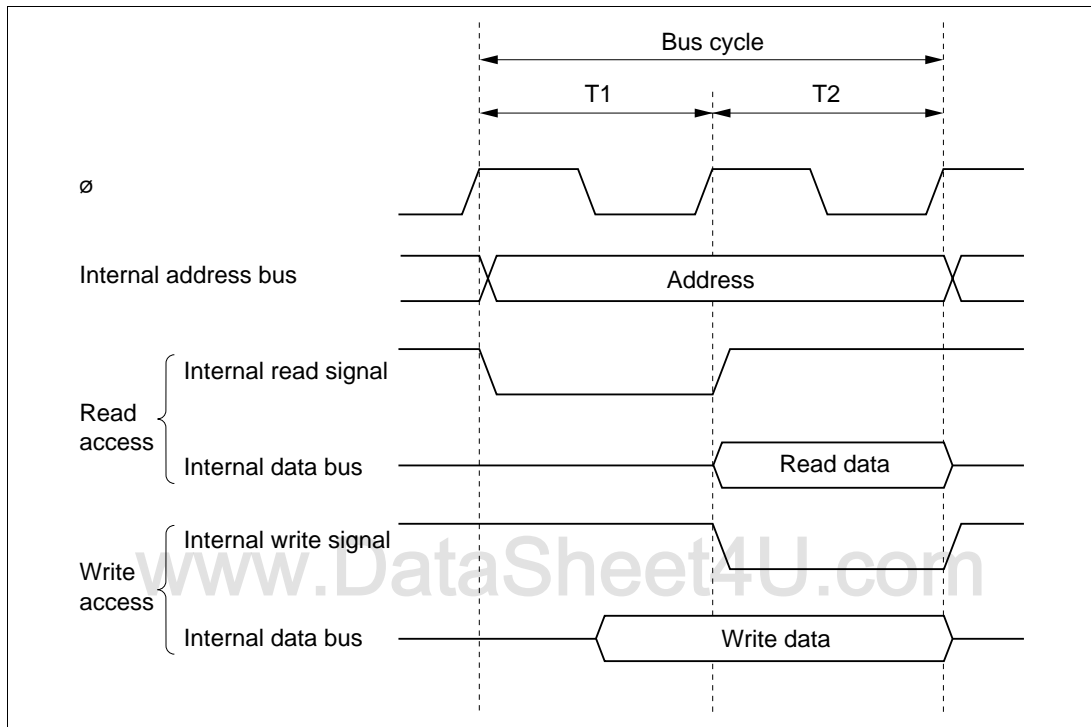 Bus cycle
T1 T2
ø
Internal address bus Address
Internal read signal
Read
access
Internal data bus Read data
Internal write signal
www.DataSheet4U.com
Write
access
Internal data bus Write data